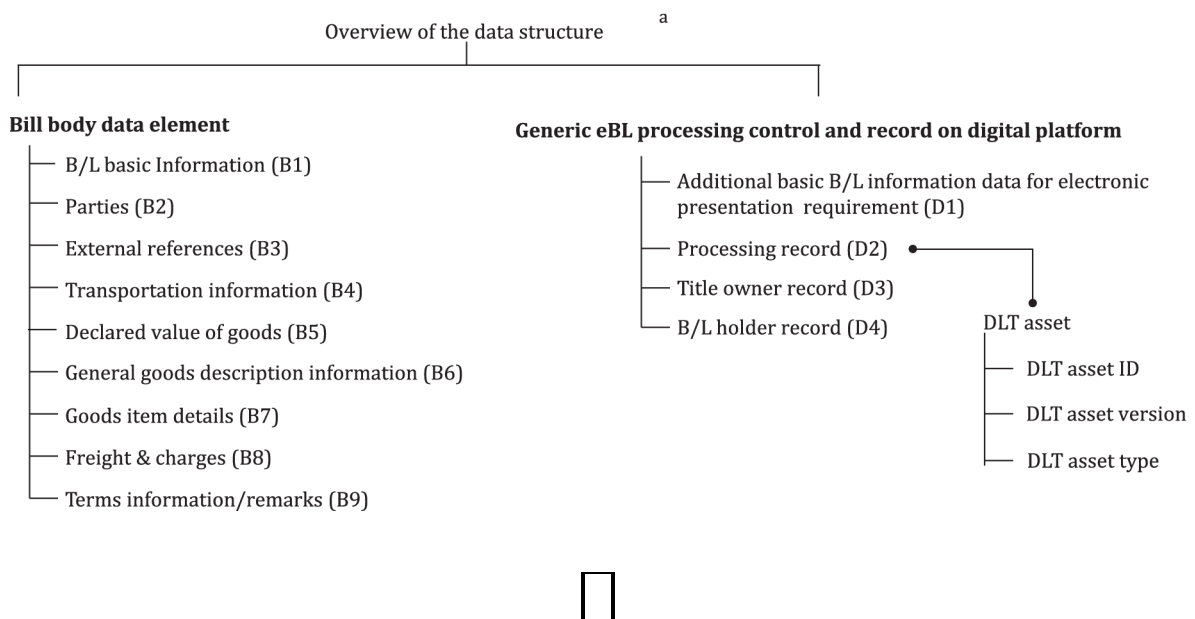 Overview of the data structure a
Bill body data element
B/L basic Information (B1)
Parties (B2)
External references (B3)
Transportation information (B4)
Declared value of goods (B5)
General goods description information (B6)
Goods item details (B7)
Freight & charges (B8)
Terms information/remarks (B9)
Generic eBL processing control and record on digital platform
Additional basic B/L information data for electronic
presentation requirement (D1)
Processing record (D2)
Title owner record (D3)
B/L holder record (D4)
DLT asset
DLT asset ID
DLT asset version
DLT asset type